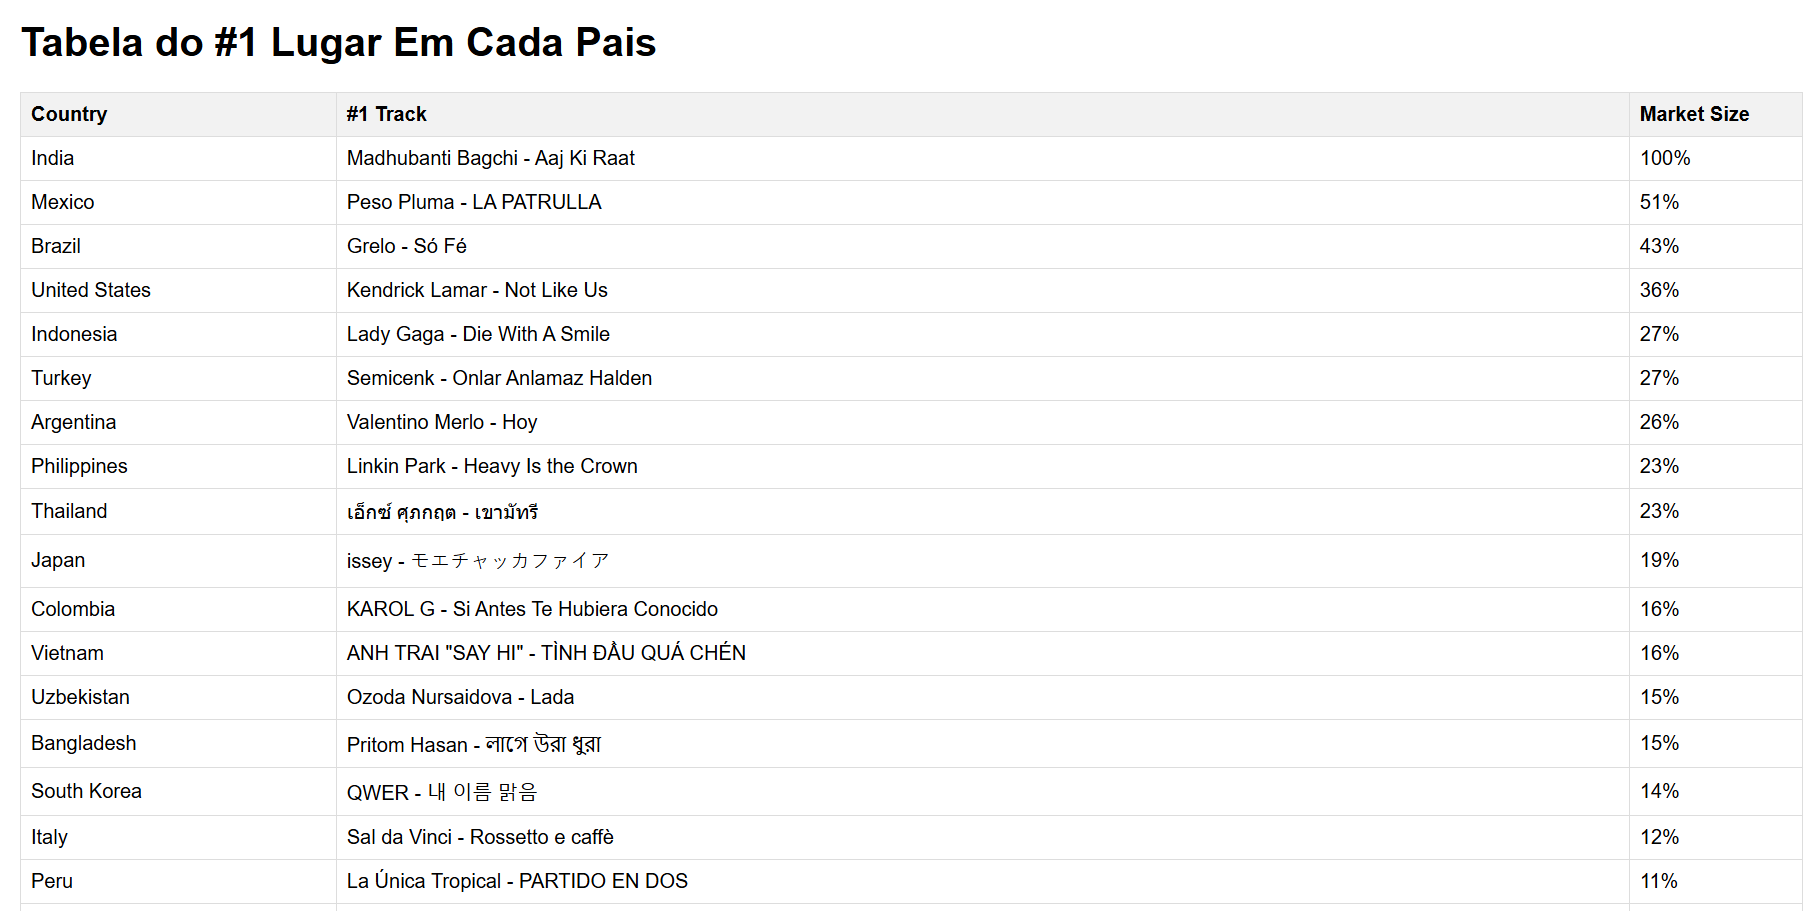 Tabela do #1 Lugar Em Cada Pais
Country #1 Track Market Size
India Madhubanti Bagchi - Aaj Ki Raat 100%
Mexico Peso Pluma - LA PATRULLA 51%
Brazil Grelo - Só Fé 43%
United States Kendrick Lamar - Not Like Us 36%
Indonesia Lady Gaga - Die With A Smile 27%
Turkey Semicenk - Onlar Anlamaz Halden 27%
Argentina Valentino Merlo - Hoy 26%
Philippines Linkin Park - Heavy Is the Crown 23%
Thailand เอ็กซ์ ศุภกฤต - เขามัทรี 23%
Japan issey - モエチャッカファイア 19%
Colombia KAROL G - Si Antes Te Hubiera Conocido 16%
Vietnam ANH TRAI "SAY HI" - TÌNH ĐẦU QUÁ CHÉN 16%
Uzbekistan Ozoda Nursaidova - Lada 15%
Bangladesh Pritom Hasan - লাগে উরা ধুরা 15%
South Korea QWER - 내 이름 맑음 14%
Italy Sal da Vinci - Rossetto e caffè 12%
Peru La Única Tropical - PARTIDO EN DOS 11%